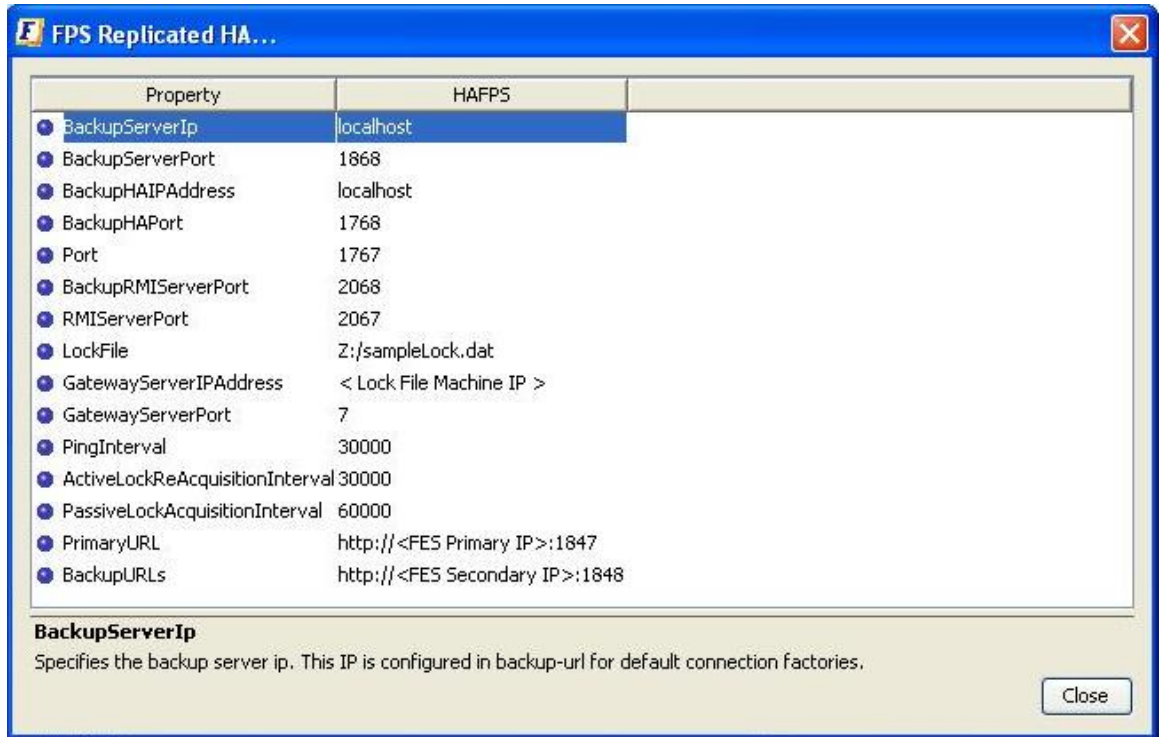 FPS Replicated HA...
Property HAFPS
BackupServerIp localhost
BackupServerPort 1868
BackupHAIPAddress localhost
BackupHAPort 1768
Port 1767
BackupRMIServerPort 2068
RMIServerPort 2067
LockFile Z:/sampleLock.dat
GatewayServerIPAddress < Lock File Machine IP >
GatewayServerPort 7
PingInterval 30000
ActiveLockReAcquisitionInterval 30000
PassiveLockAcquisitionInterval 60000
PrimaryURL http://<FES Primary IP>:1847
BackupURLs http://<FES Secondary IP>:1848
BackupServerIp
Specifies the backup server ip. This IP is configured in backup-url for default connection factories.
Close